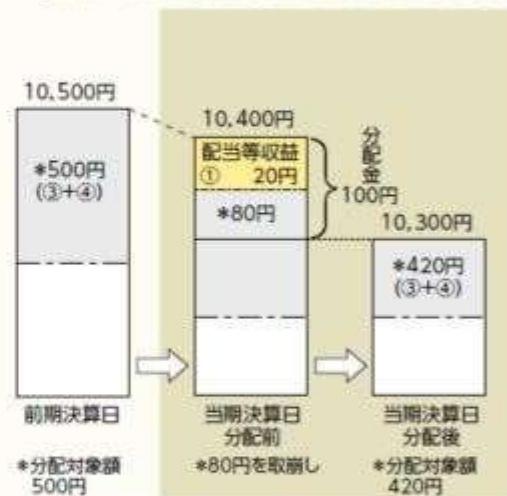 10,500円
*500円
(③+④)
前期決算日
*分配対象額
500円
10,400円
配当等収益
① 20円
*80円
分配金
100円
当期決算日
分配前
*80円を取崩し
10,300円
*420円
(③+④)
当期決算日
分配後
*分配対象額
420円